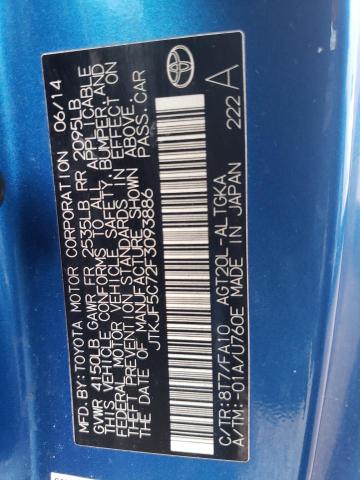 MFD. BY: TOYOTA MOTOR CORPORATION 06/14
GVWR 4150LB GAWR FR 2535LB RR 2095LB
THIS VEHICLE CONFORMS TO ALL APPLICABLE
FEDERAL MOTOR VEHICLE SAFETY, BUMPER, AND
THEFT PREVENTION STANDARDS IN EFFECT ON
THE DATE OF MANUFACTURE SHOWN ABOVE.
JTKJF5C72E3093886 PASS. CAR
C/TR: 8T7/FA10 AGT20L-ALTGKA
A/TM: -01A/U760E MADE IN JAPAN 222 A